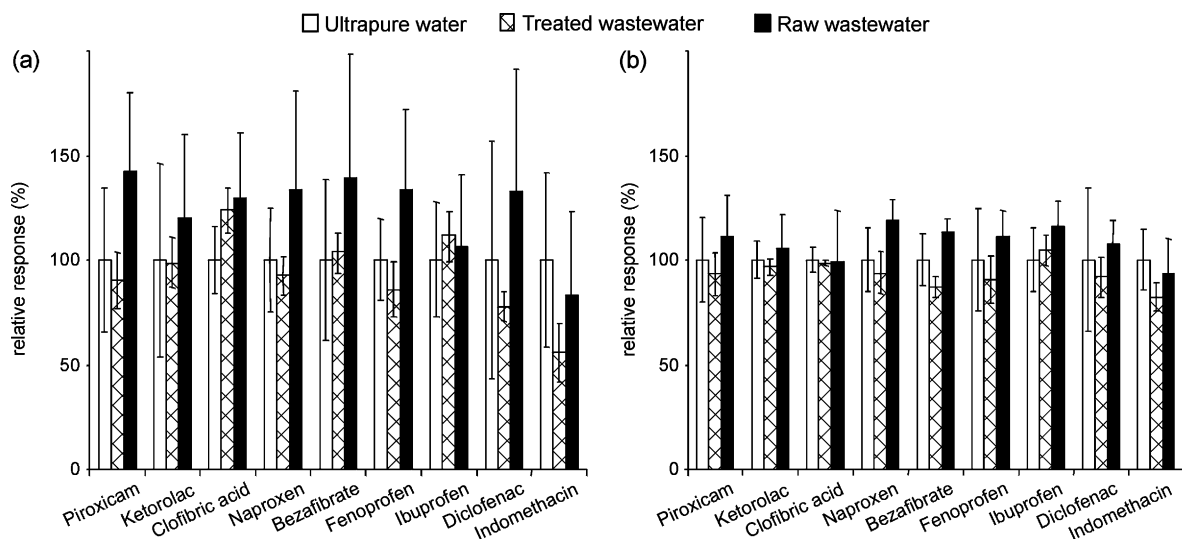 Ultrapure water Treated wastewater Raw wastewater
(a)
relative response (%)
150
100
50
0
Piroxicam
Ketorolac
Clofibric acid
Naproxen
Bezafibrate
Fenoprofen
Ibuprofen
Diclofenac
Indomethacin
(b)
relative response (%)
150
100
50
0
Piroxicam
Ketorolac
Clofibric acid
Naproxen
Bezafibrate
Fenoprofen
Ibuprofen
Diclofenac
Indomethacin